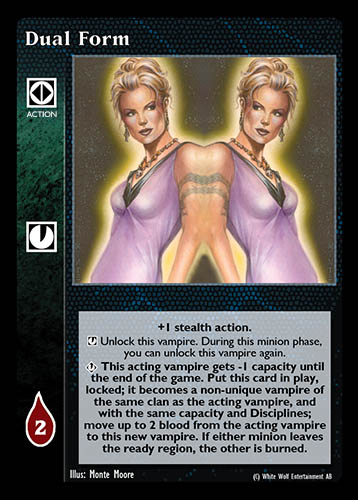 Dual Form
ACTION
+1 stealth action.
Unlock this vampire. During this minion phase,
you can unlock this vampire again.
This acting vampire gets -1 capacity until
the end of the game. Put this card in play,
locked; it becomes a non-unique vampire of
the same clan as the acting vampire, and
with the same capacity and Disciplines;
move up to 2 blood from the acting vampire
to this new vampire. If either minion leaves
the ready region, the other is burned.
2
Illus: Monte Moore
(C) White Wolf Entertainment AB